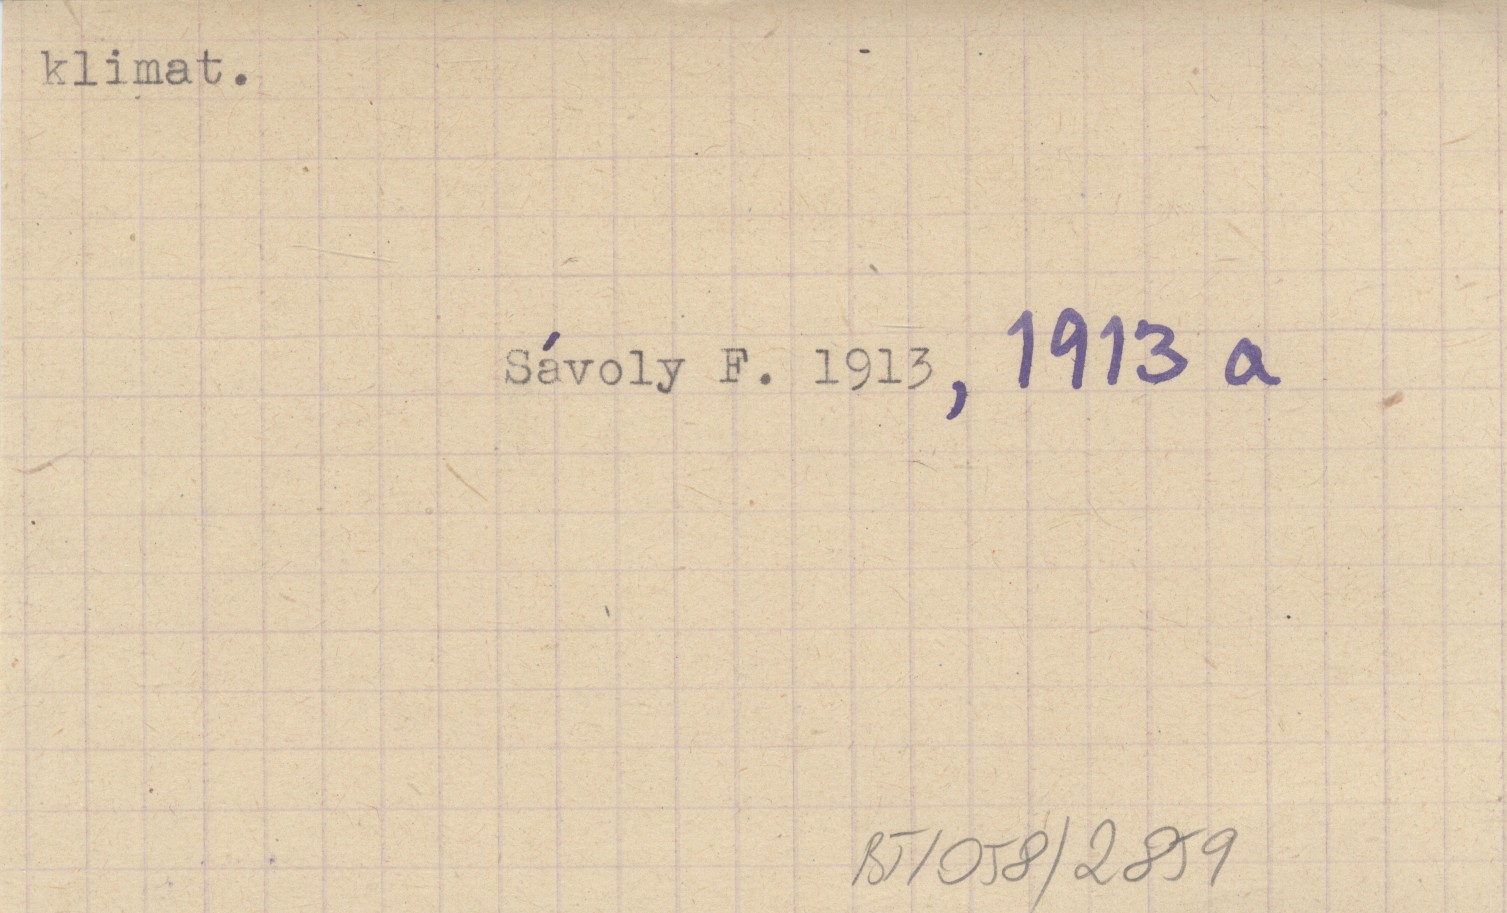 klimat.
Sávoly F. 1913, 1913 a
BT/058/2859